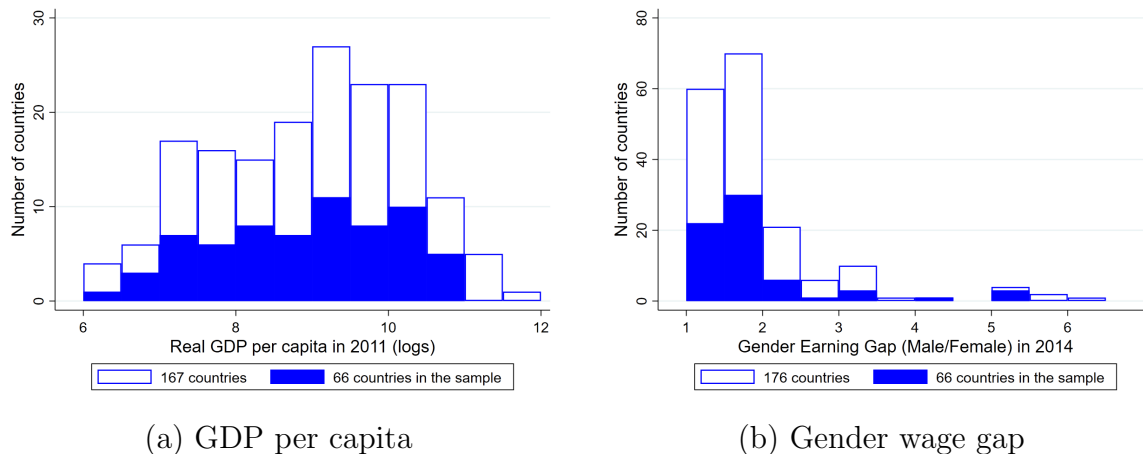 Number of countries
30
20
10
0
6
8
10
12
Real GDP per capita in 2011 (logs)
167 countries
66 countries in the sample
(a) GDP per capita
Number of countries
80
60
40
20
0
1
2
3
4
5
6
Gender Earning Gap (Male/Female) in 2014
176 countries
66 countries in the sample
(b) Gender wage gap